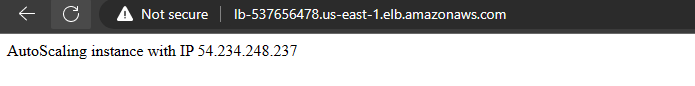 Not secure lb-537656478.us-east-1.elb.amazonaws.com
AutoScaling instance with IP 54.234.248.237